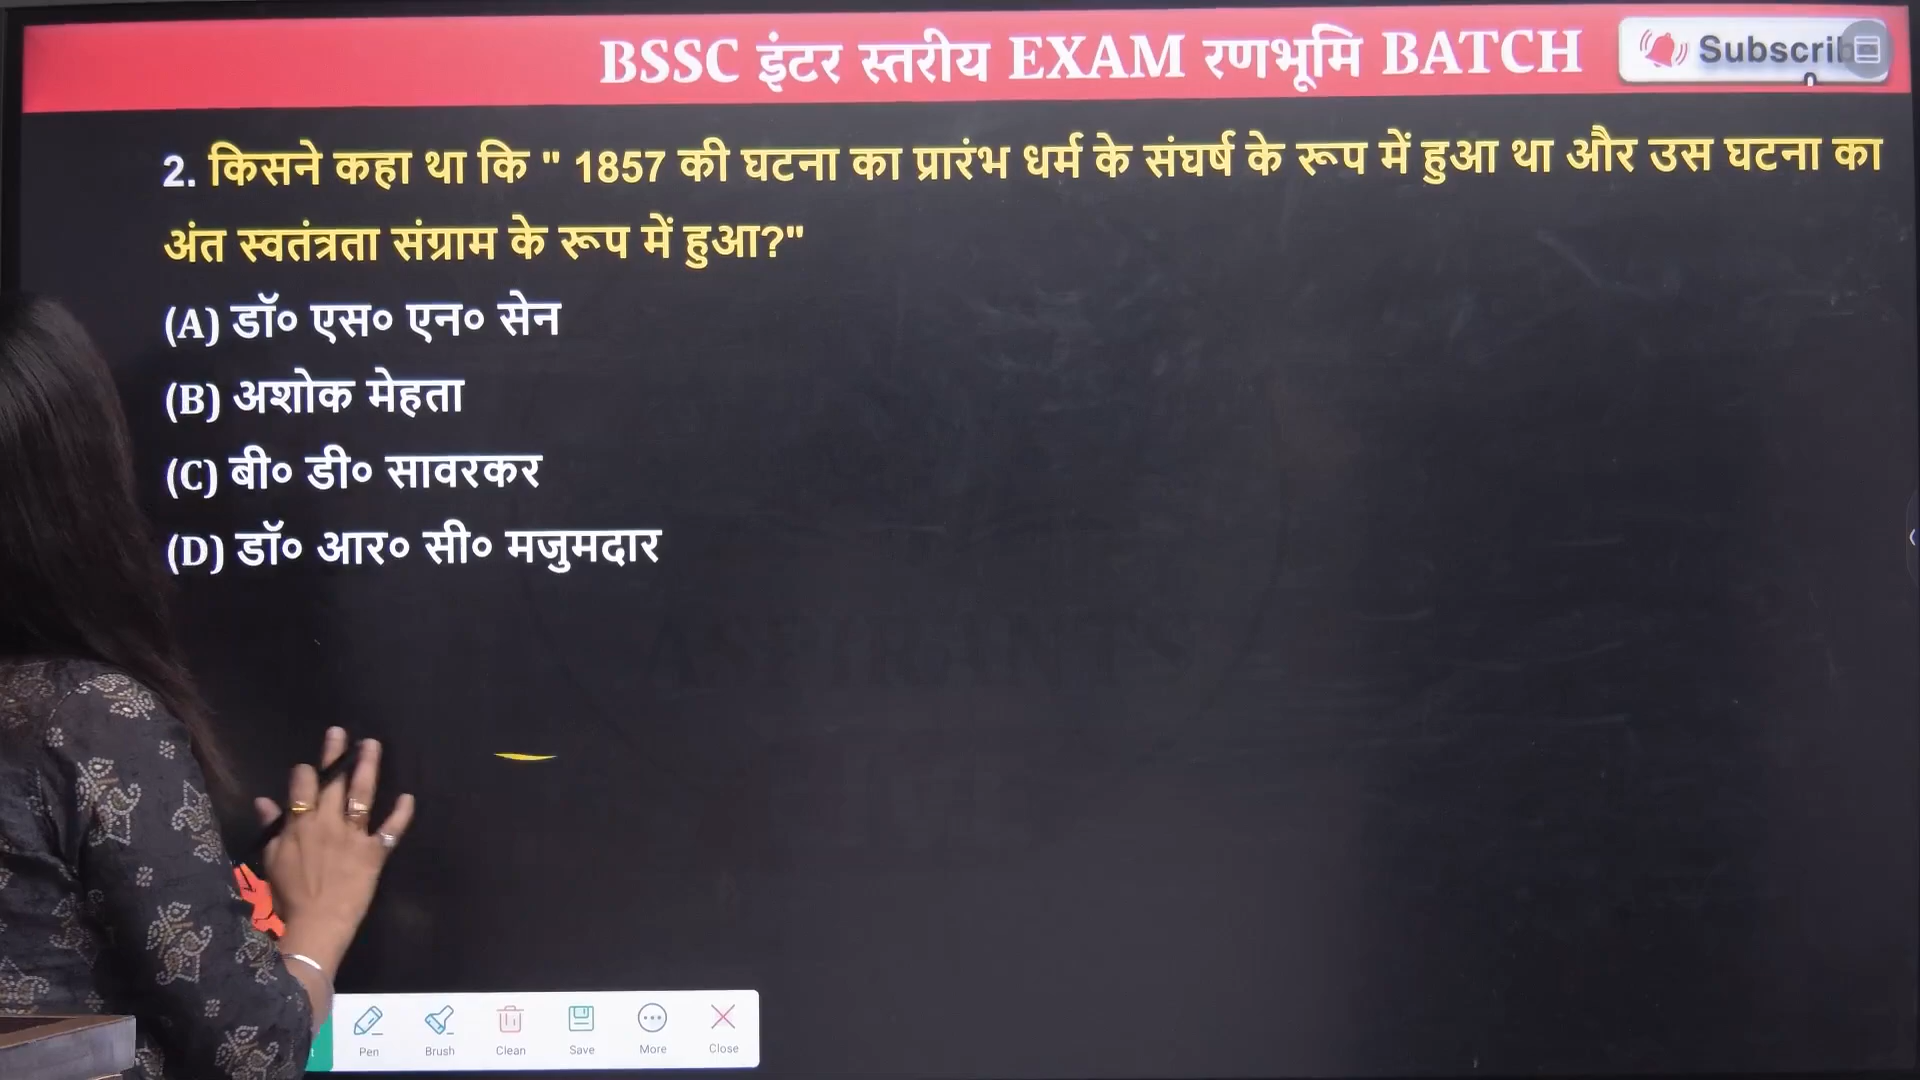 BSSC इंटर स्तरीय EXAM रणभूमि BATCH
Subscrib
2. किसने कहा था कि " 1857 की घटना का प्रारंभ धर्म के संघर्ष के रूप में हुआ था और उस घटना का
अंत स्वतंत्रता संग्राम के रूप में हुआ?"
(A) डॉ० एस० एन० सेन
(B) अशोक मेहता
(C) बी० डी० सावरकर
(D) डॉ० आर० सी० मजुमदार
ASPIRANTS
Pen Brush Clean Save More Close